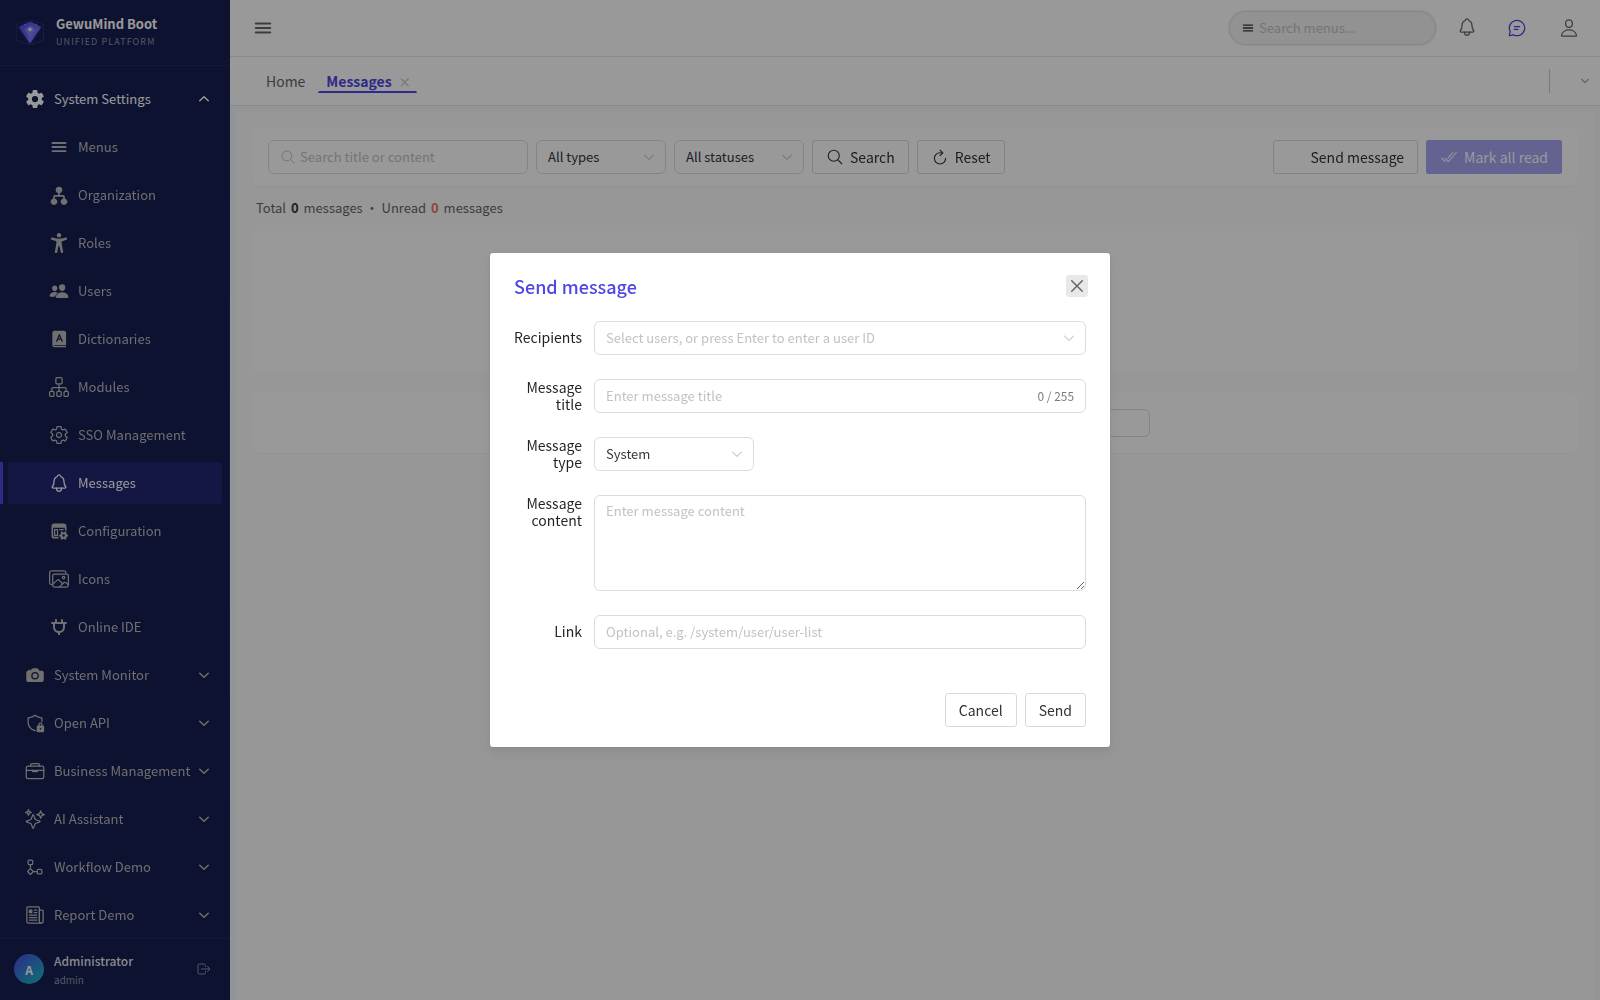 GewuMind Boot
UNIFIED PLATFORM
System Settings
Menus
Organization
Roles
Users
Dictionaries
Modules
SSO Management
Messages
Configuration
Icons
Online IDE
System Monitor
Open API
Business Management
AI Assistant
Workflow Demo
Report Demo
A
Administrator
admin
Search menus...
Home
Messages
Search title or content
All types
All statuses
Search
Reset
Send message
Mark all read
Total 0 messages • Unread 0 messages
Send message
Recipients
Select users, or press Enter to enter a user ID
Message title
Enter message title
0 / 255
Message type
System
Message content
Enter message content
Link
Optional, e.g. /system/user/user-list
Cancel
Send